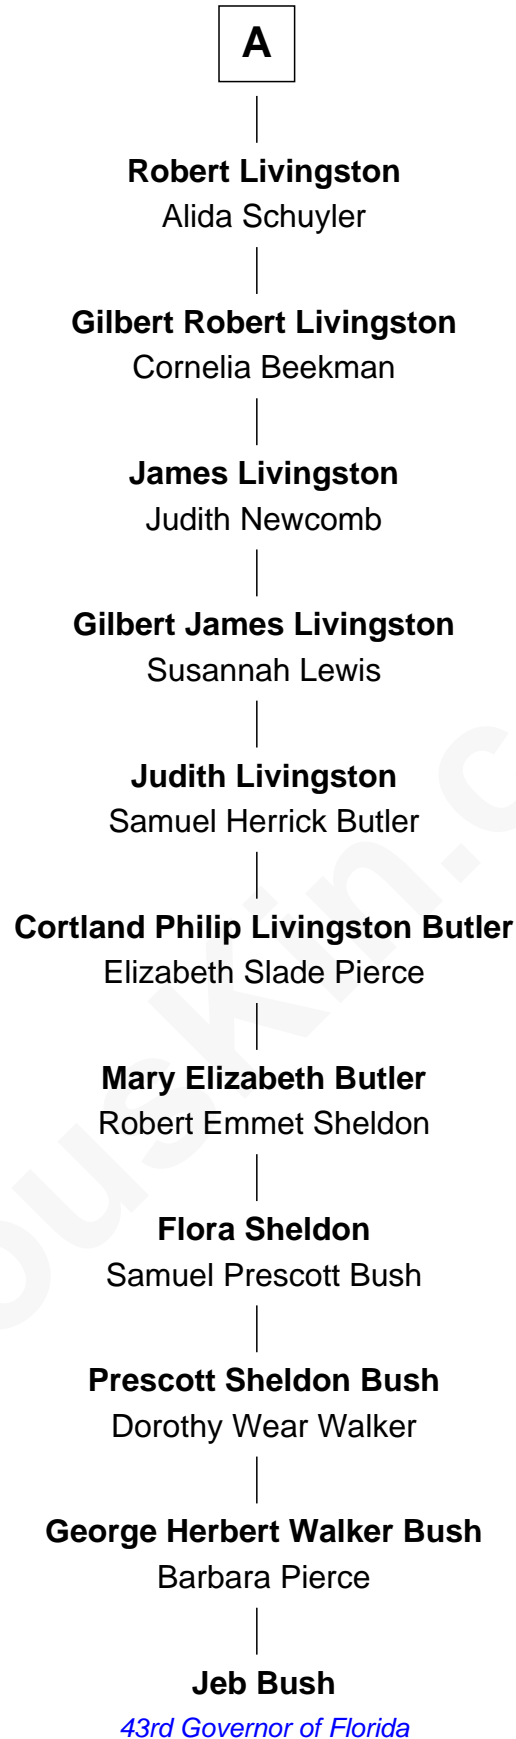 A
Robert Livingston
Alida Schuyler
Gilbert Robert Livingston
Cornelia Beekman
James Livingston
Judith Newcomb
Gilbert James Livingston
Susannah Lewis
Judith Livingston
Samuel Herrick Butler
Cortland Philip Livingston Butler
Elizabeth Slade Pierce
Mary Elizabeth Butler
Robert Emmet Sheldon
Flora Sheldon
Samuel Prescott Bush
Prescott Sheldon Bush
Dorothy Wear Walker
George Herbert Walker Bush
Barbara Pierce
Jeb Bush
43rd Governor of Florida